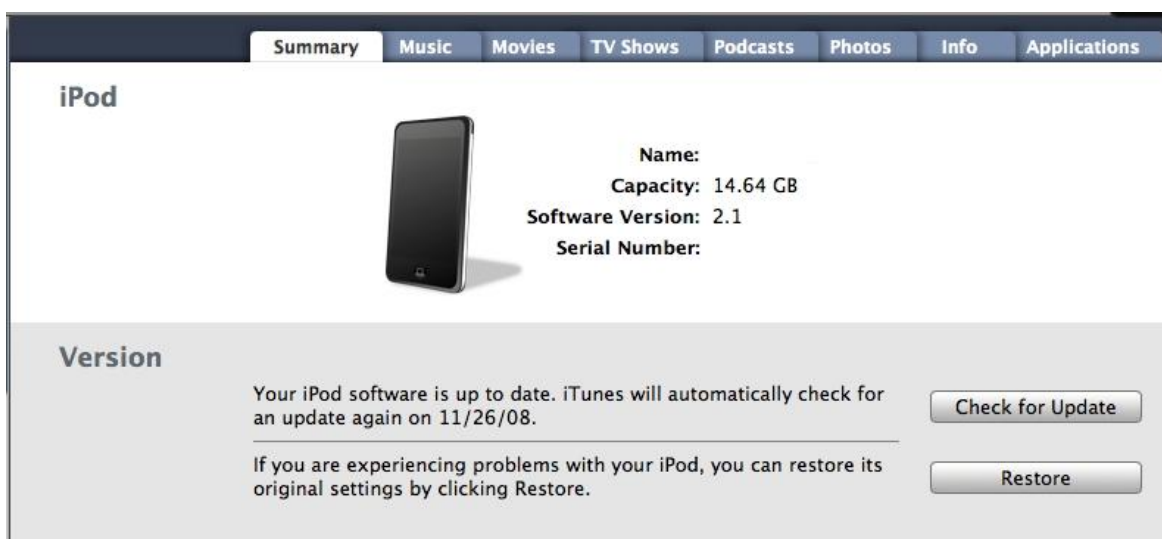 Summary Music Movies TV Shows Podcasts Photos Info Applications
iPod
Name:
Capacity: 14.64 GB
Software Version: 2.1
Serial Number:
Version
Your iPod software is up to date. iTunes will automatically check for
an update again on 11/26/08.
Check for Update
If you are experiencing problems with your iPod, you can restore its
original settings by clicking Restore.
Restore